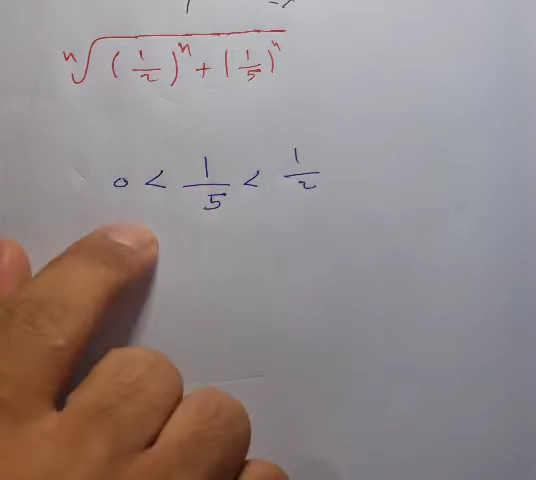 ⁿ√((1/2)ⁿ + (1/5)ⁿ)
0 < 1/5 < 1/2